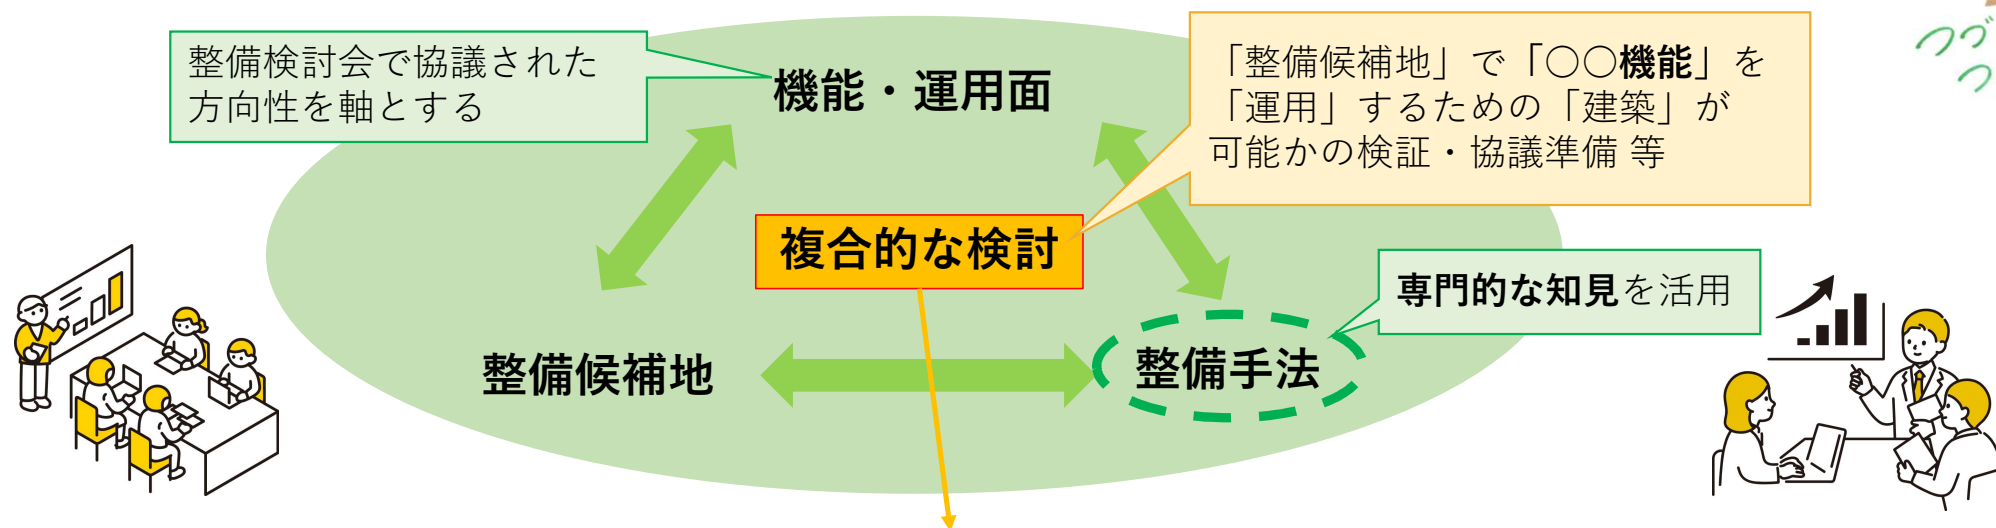 整備検討会で協議された
方向性を軸とする
機能・運用面
「整備候補地」で「○○機能」を
「運用」するための「建築」が
可能かの検証・協議準備 等
つづ
つ
複合的な検討
専門的な知見を活用
整備候補地
整備手法